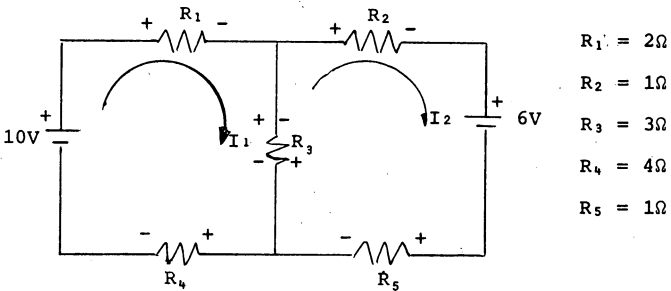 + R₁ -
+ R₂ -
R₁ = 2Ω
R₂ = 1Ω
R₃ = 3Ω
R₄ = 4Ω
R₅ = 1Ω
+
10V
I₁
+ -
R₃
- +
I₂
+
6V
- +
R₄
- +
R₅